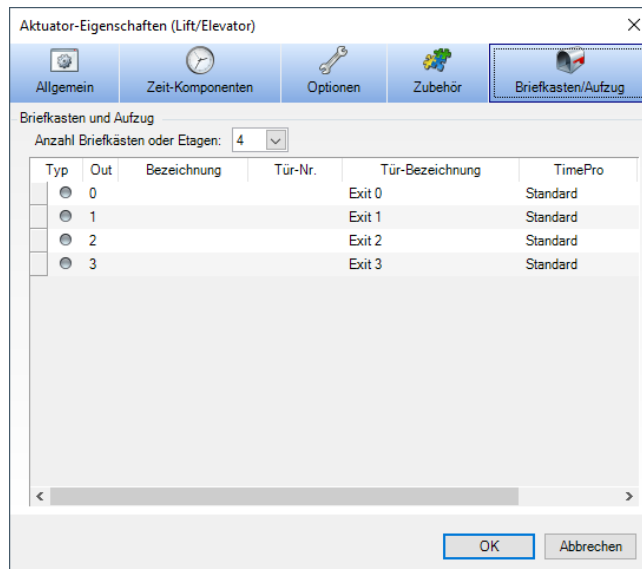 Aktuator-Eigenschaften (Lift/Elevator)
Allgemein Zeit-Komponenten Optionen Zubehör Briefkasten/Aufzug
Briefkasten und Aufzug
Anzahl Briefkästen oder Etagen: 4
Typ Out Bezeichnung Tür-Nr. Tür-Bezeichnung TimePro
0 Exit 0 Standard
1 Exit 1 Standard
2 Exit 2 Standard
3 Exit 3 Standard
OK Abbrechen